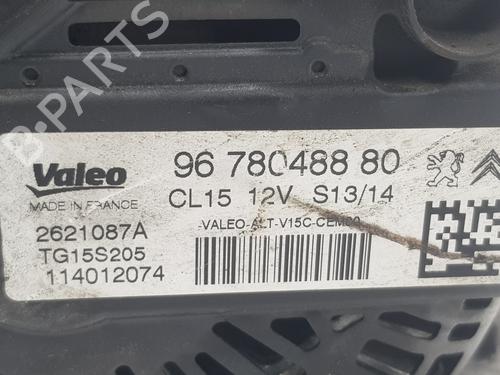 B-PARTS
Valeo
96 780488 80
MADE IN FRANCE
CL15 12V S13/14
2621087A
TG15S205
114012074